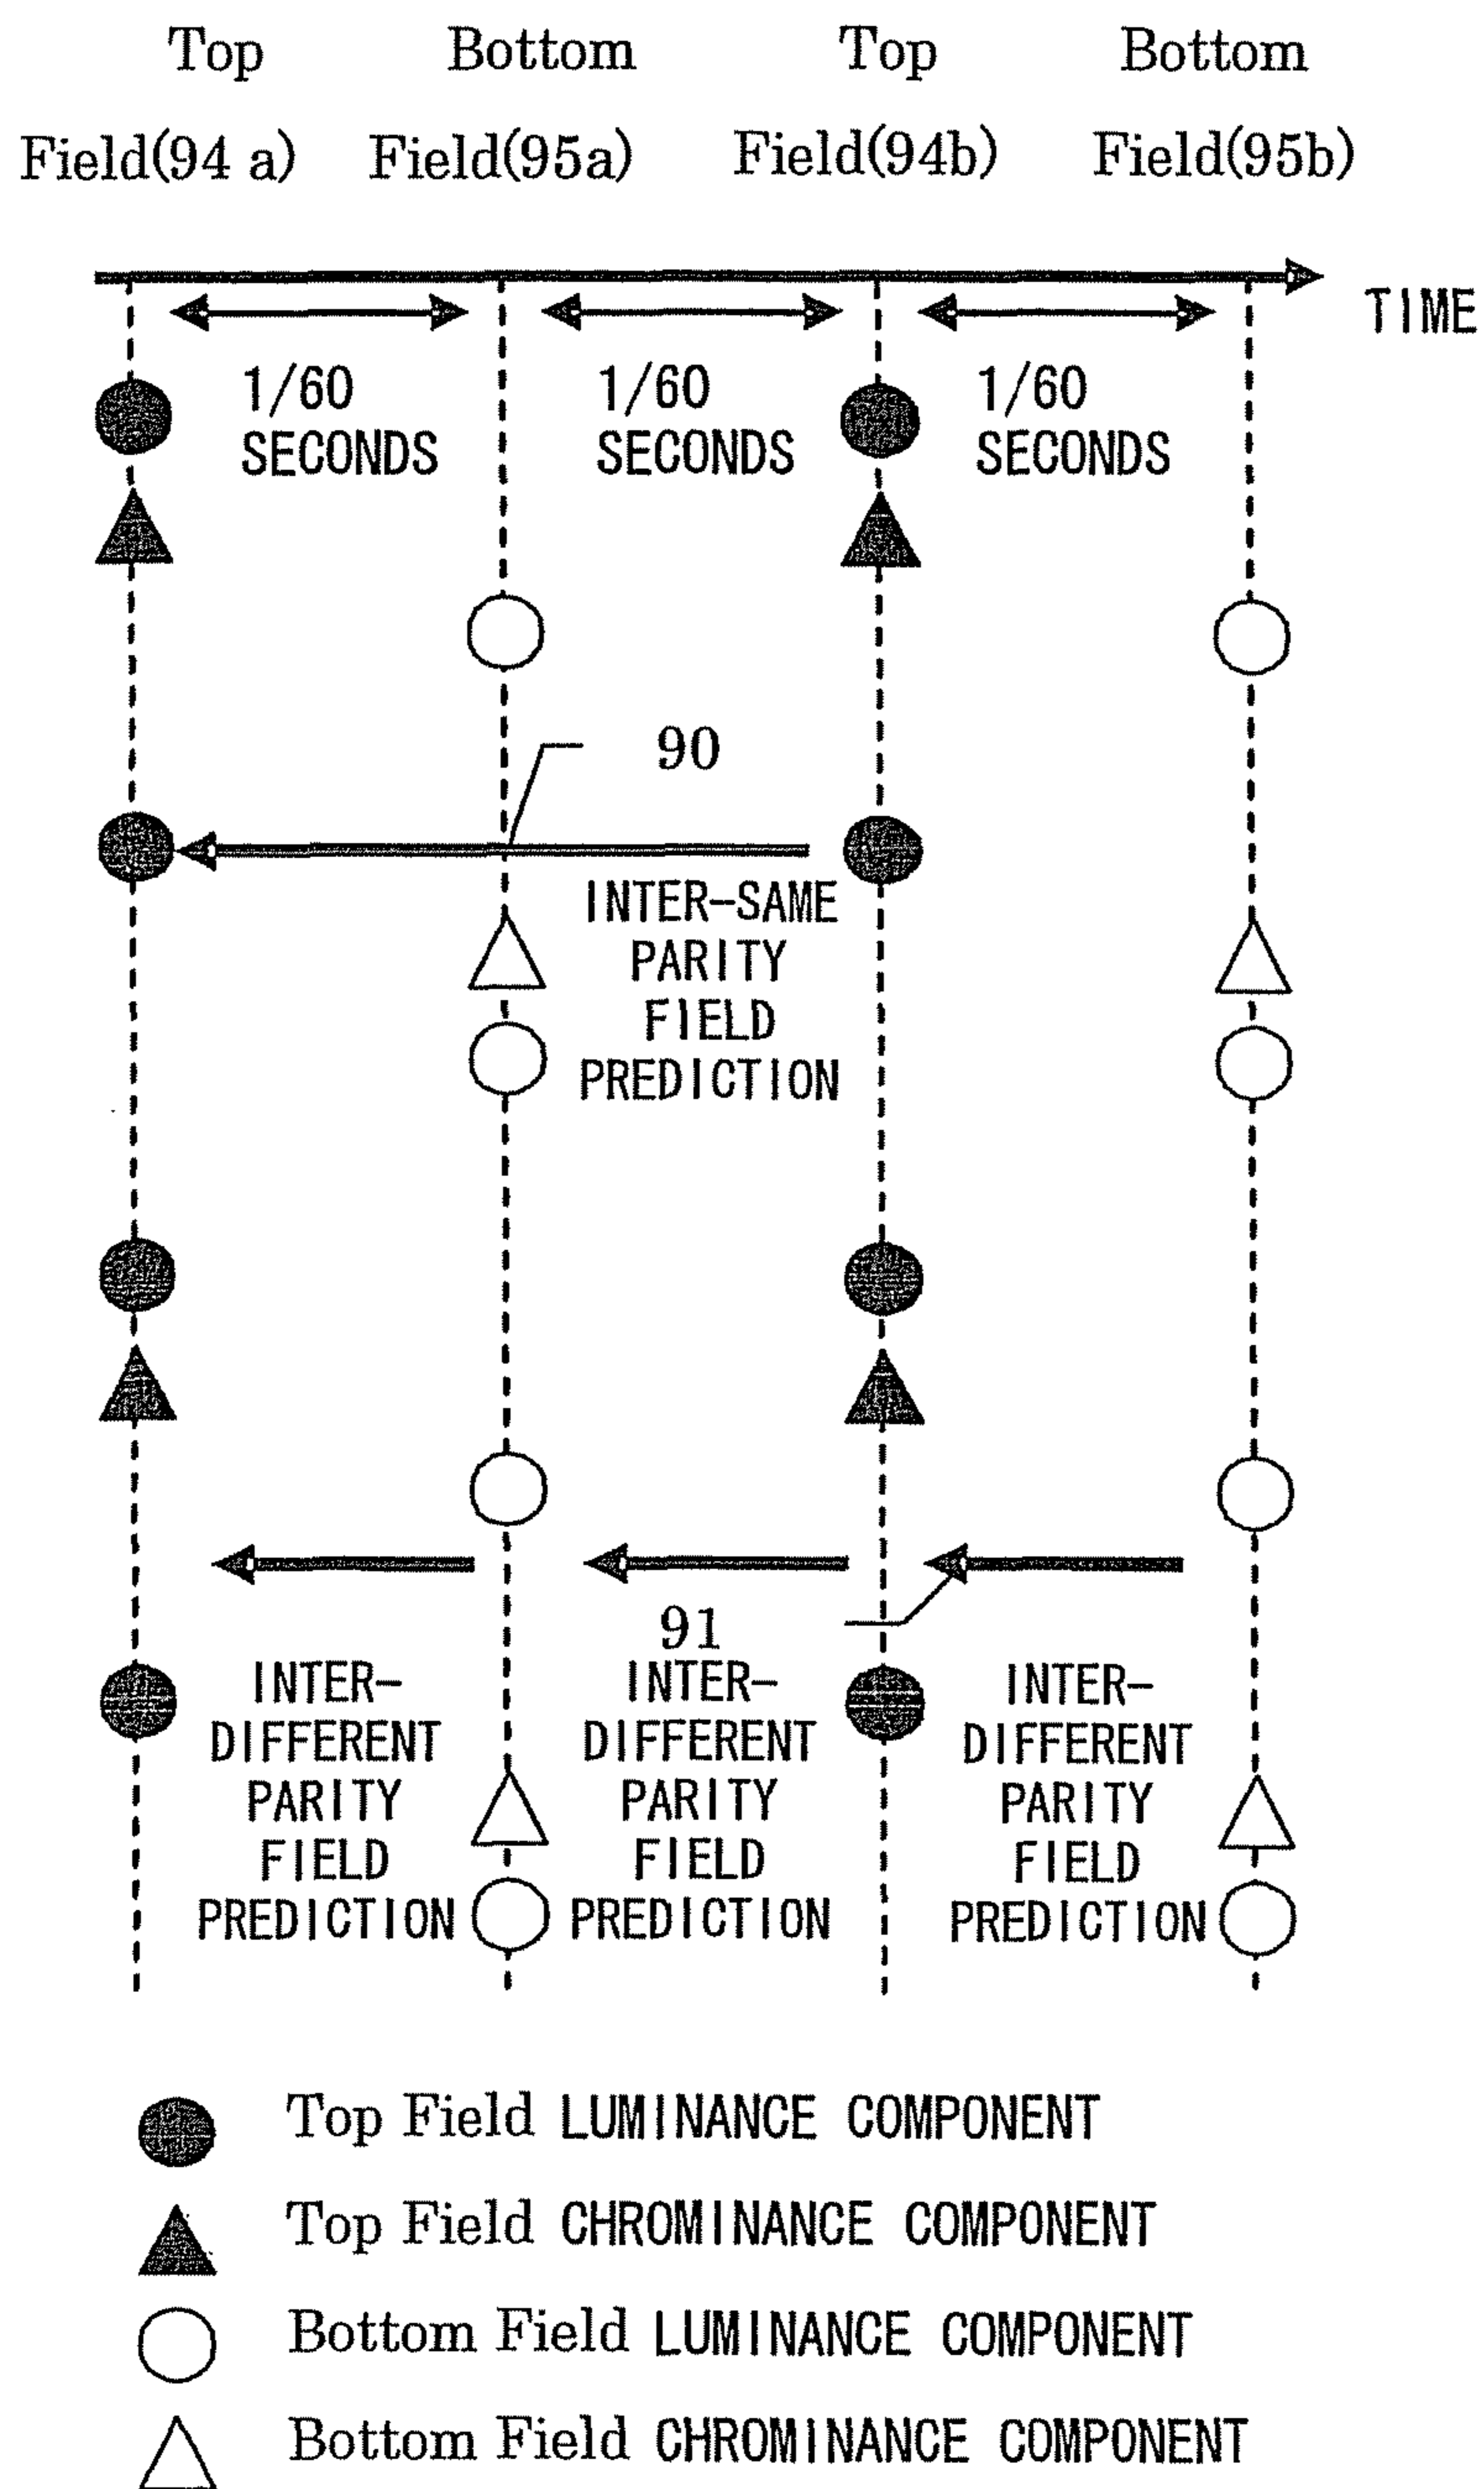 Top Bottom Top Bottom
Field(94 a) Field(95a) Field(94b) Field(95b)
TIME
1/60 1/60 1/60
SECONDS SECONDS SECONDS
90
INTER-SAME
PARITY
FIELD
PREDICTION
91
INTER- INTER- INTER-
DIFFERENT DIFFERENT DIFFERENT
PARITY PARITY PARITY
FIELD FIELD FIELD
PREDICTION PREDICTION PREDICTION
Top Field LUMINANCE COMPONENT
Top Field CHROMINANCE COMPONENT
Bottom Field LUMINANCE COMPONENT
Bottom Field CHROMINANCE COMPONENT